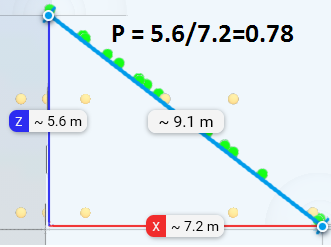 P = 5.6/7.2=0.78
Z ~ 5.6 m
~ 9.1 m
X ~ 7.2 m